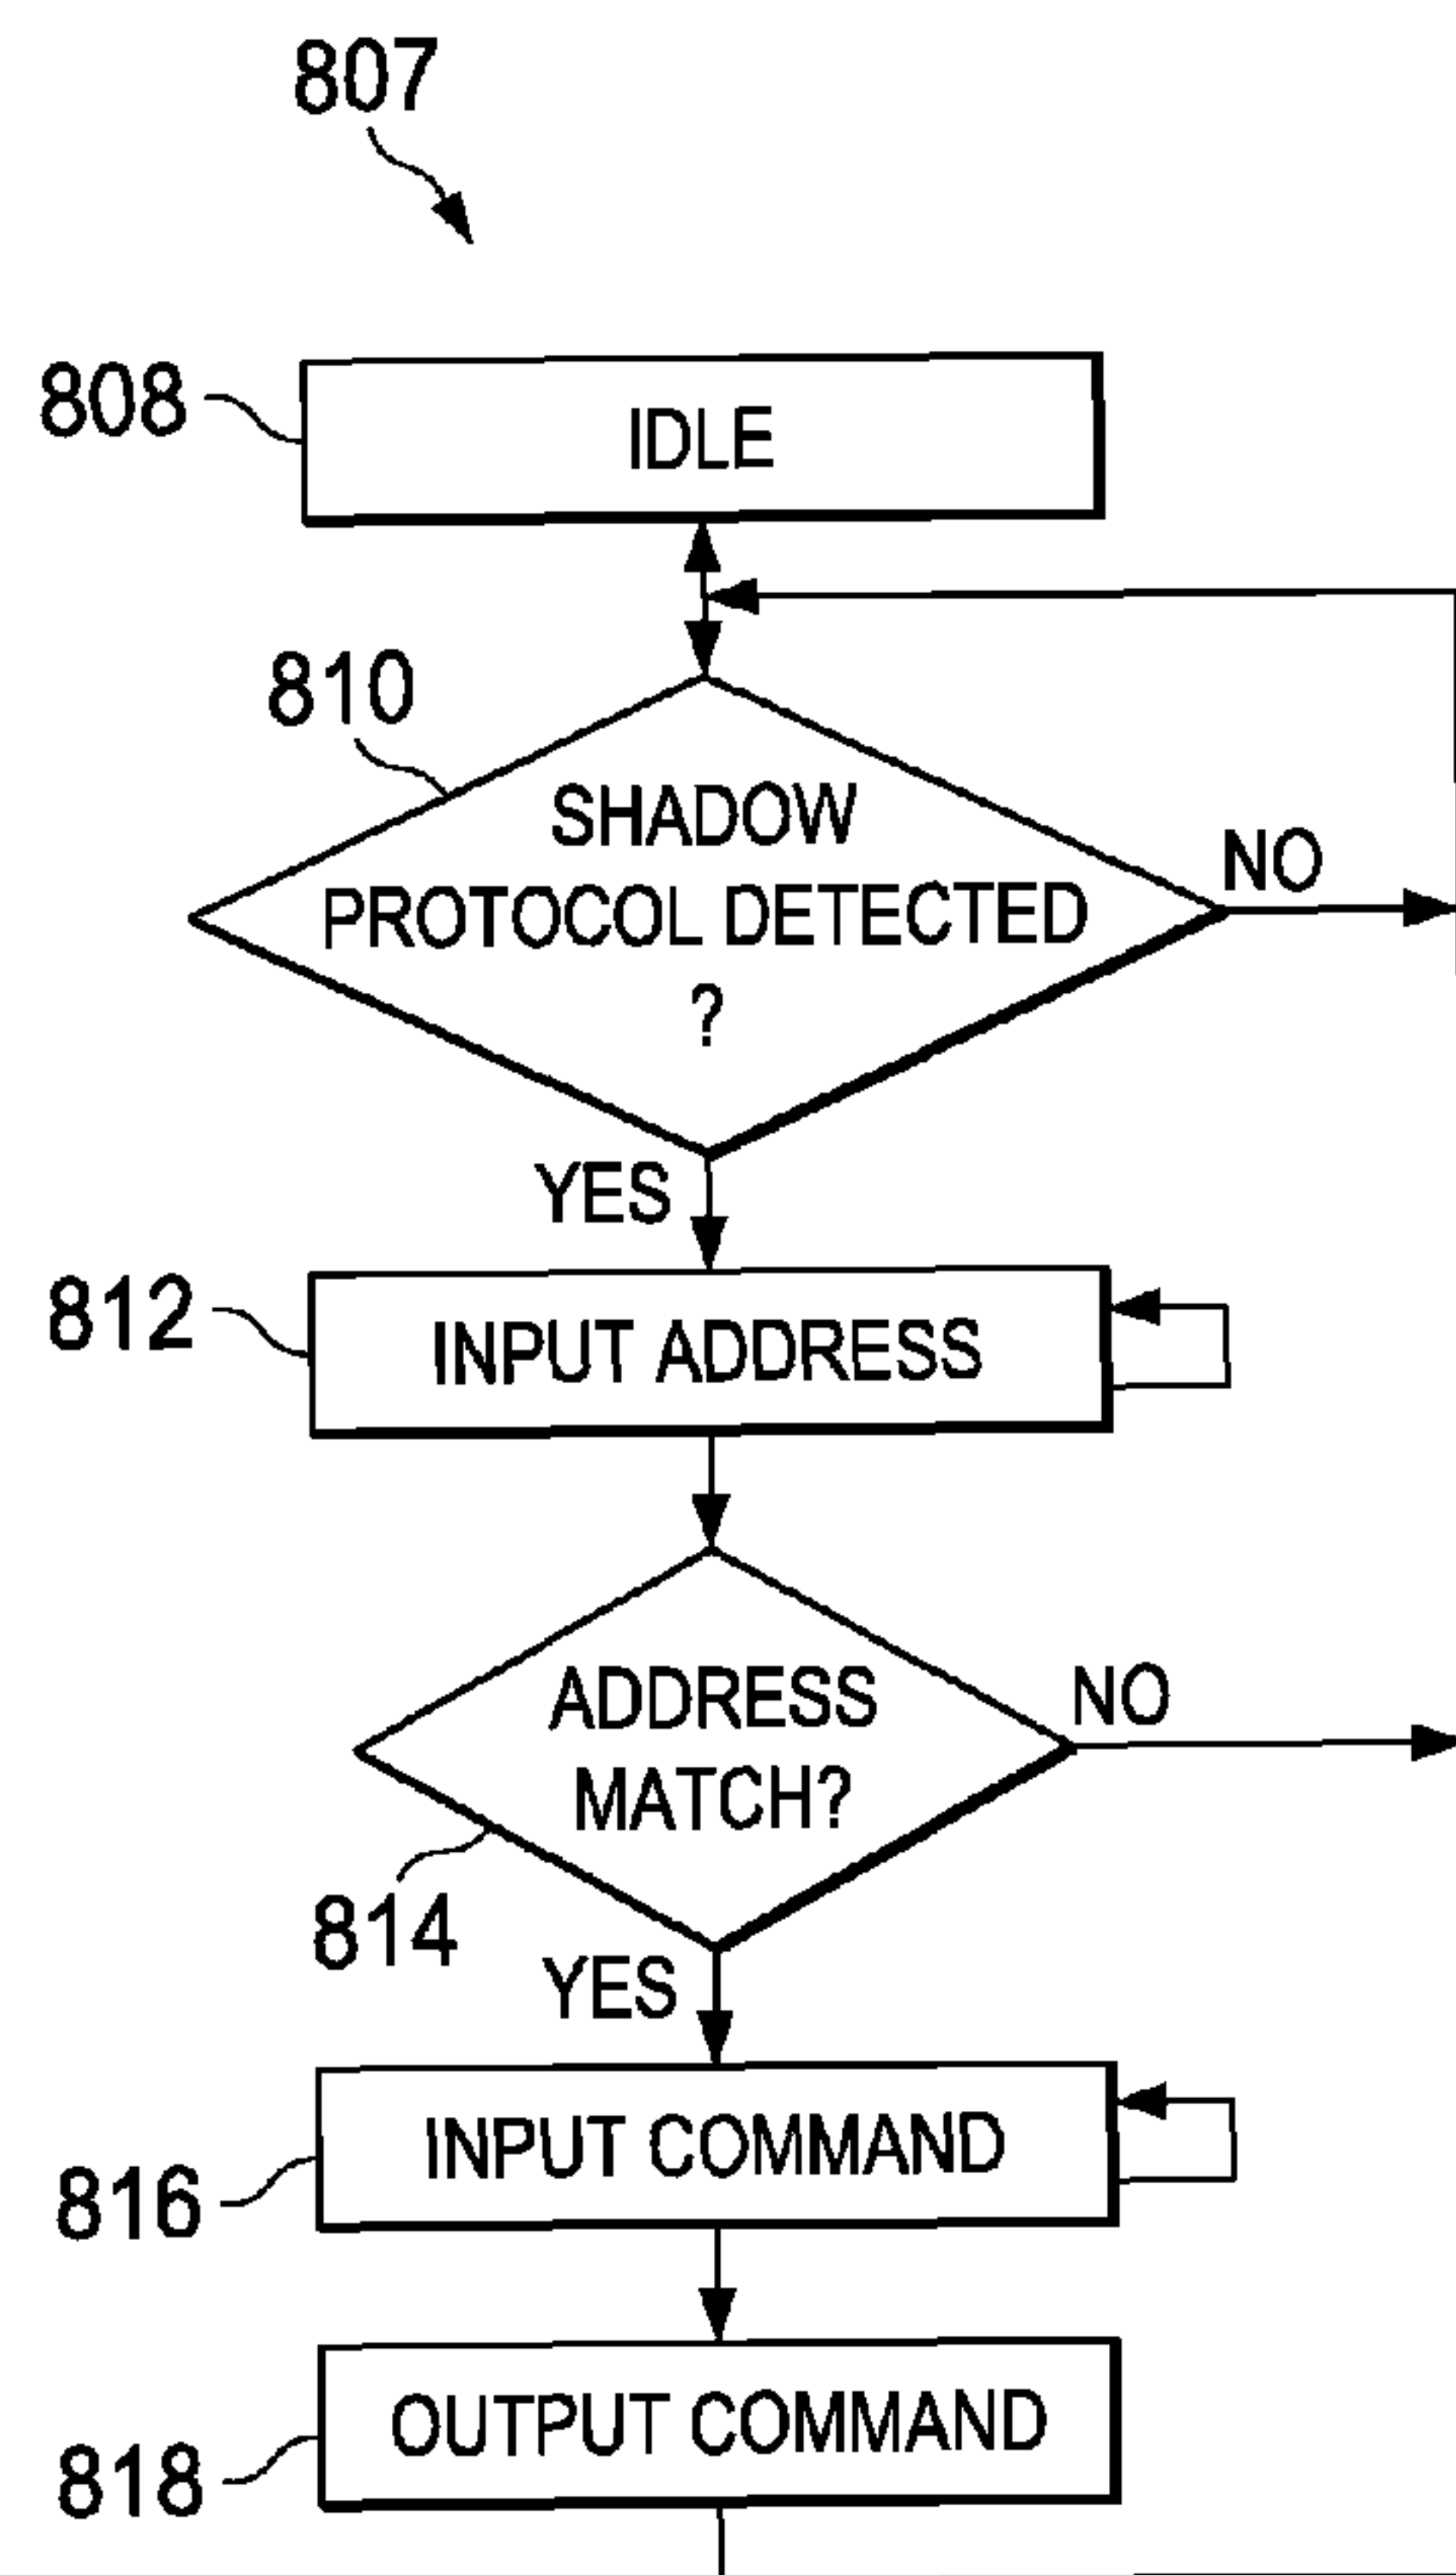 807
808
IDLE
810
SHADOW
PROTOCOL DETECTED
?
NO
YES
812
INPUT ADDRESS
ADDRESS
MATCH?
NO
814
YES
INPUT COMMAND
816
OUTPUT COMMAND
818